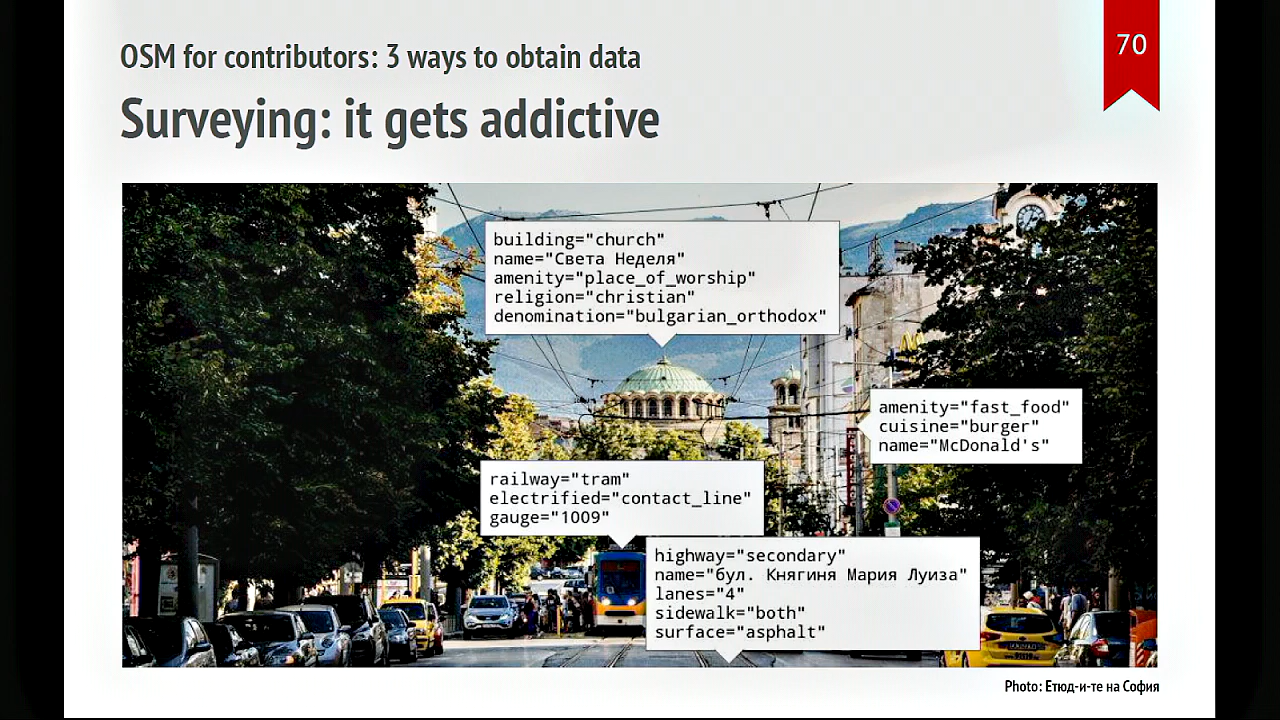 OSM for contributors: 3 ways to obtain data
70
Surveying: it gets addictive
building="church"
name="Света Неделя"
amenity="place_of_worship"
religion="christian"
denomination="bulgarian_orthodox"
amenity="fast_food"
cuisine="burger"
name="McDonald's"
railway="tram"
electrified="contact_line"
gauge="1009"
highway="secondary"
name="бул. Княгиня Мария Луиза"
lanes="4"
sidewalk="both"
surface="asphalt"
Photo: Етюд-и-те на София